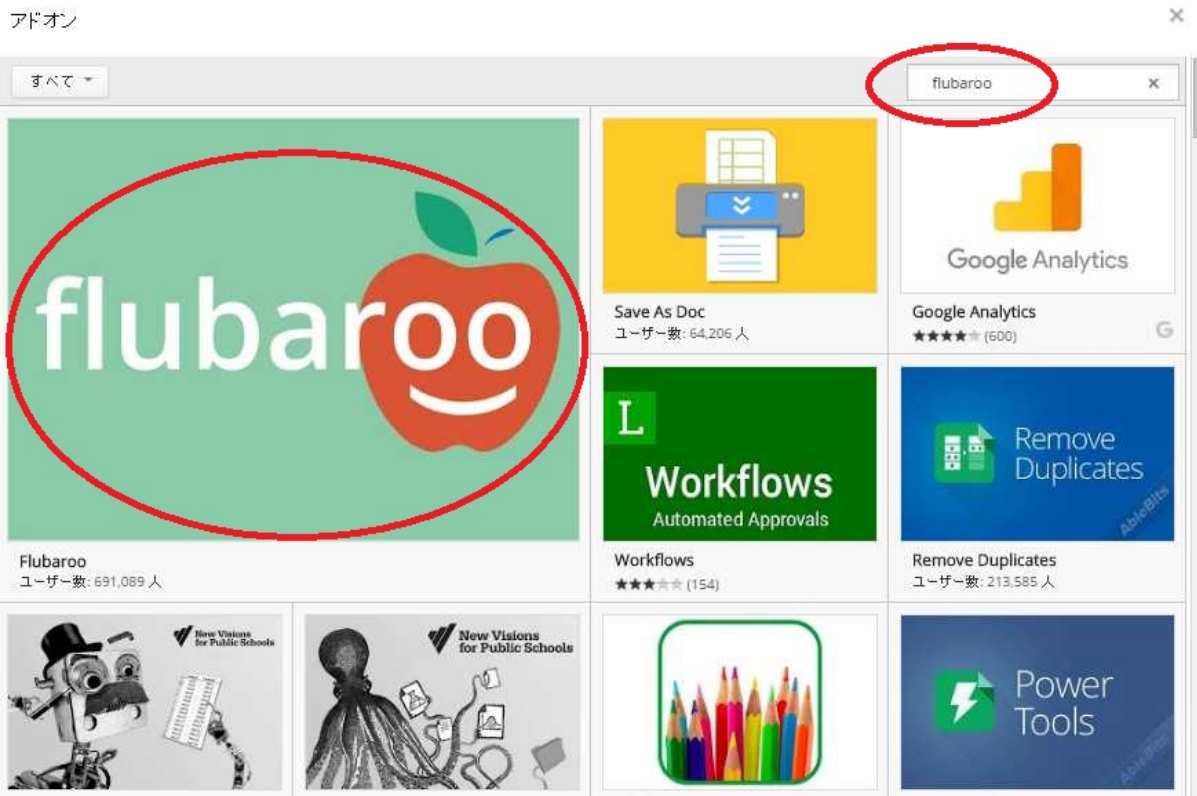 アドオン
×
すべて
flubaroo
×
flubaroo
Flubaroo
ユーザー数: 691,089 人
Save As Doc
ユーザー数: 64,206 人
Google Analytics
Google Analytics
(600)
G
L
Workflows
Automated Approvals
Workflows
(154)
Remove
Duplicates
AbleBits
Remove Duplicates
ユーザー数: 213,585 人
New Visions
for Public Schools
New Visions
for Public Schools
Power
Tools
AbleBits